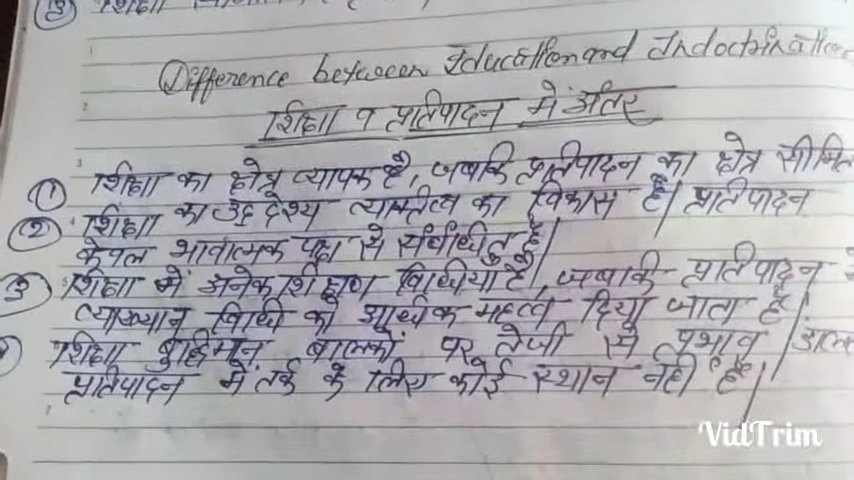 ③ शिक्षा
Difference between Education and Indoctrination
शिक्षा व प्रतिपादन में अंतर
① शिक्षा का क्षेत्र व्यापक है, जबकि प्रतिपादन का क्षेत्र सीमित
② शिक्षा का उद्देश्य व्यक्तित्व का विकास है। प्रतिपादन
केवल भावात्मक पक्ष से संबंधित है।
③ शिक्षा में अनेक शिक्षण विधियां है, जबकि प्रतिपादन में
व्याख्यान विधि को अधिक महत्व दिया जाता है।
शिक्षा बुद्धिमान बालकों पर तेजी से प्रभाव डाल
प्रतिपादन में तर्क के लिए कोई स्थान नही है।
VidTrim